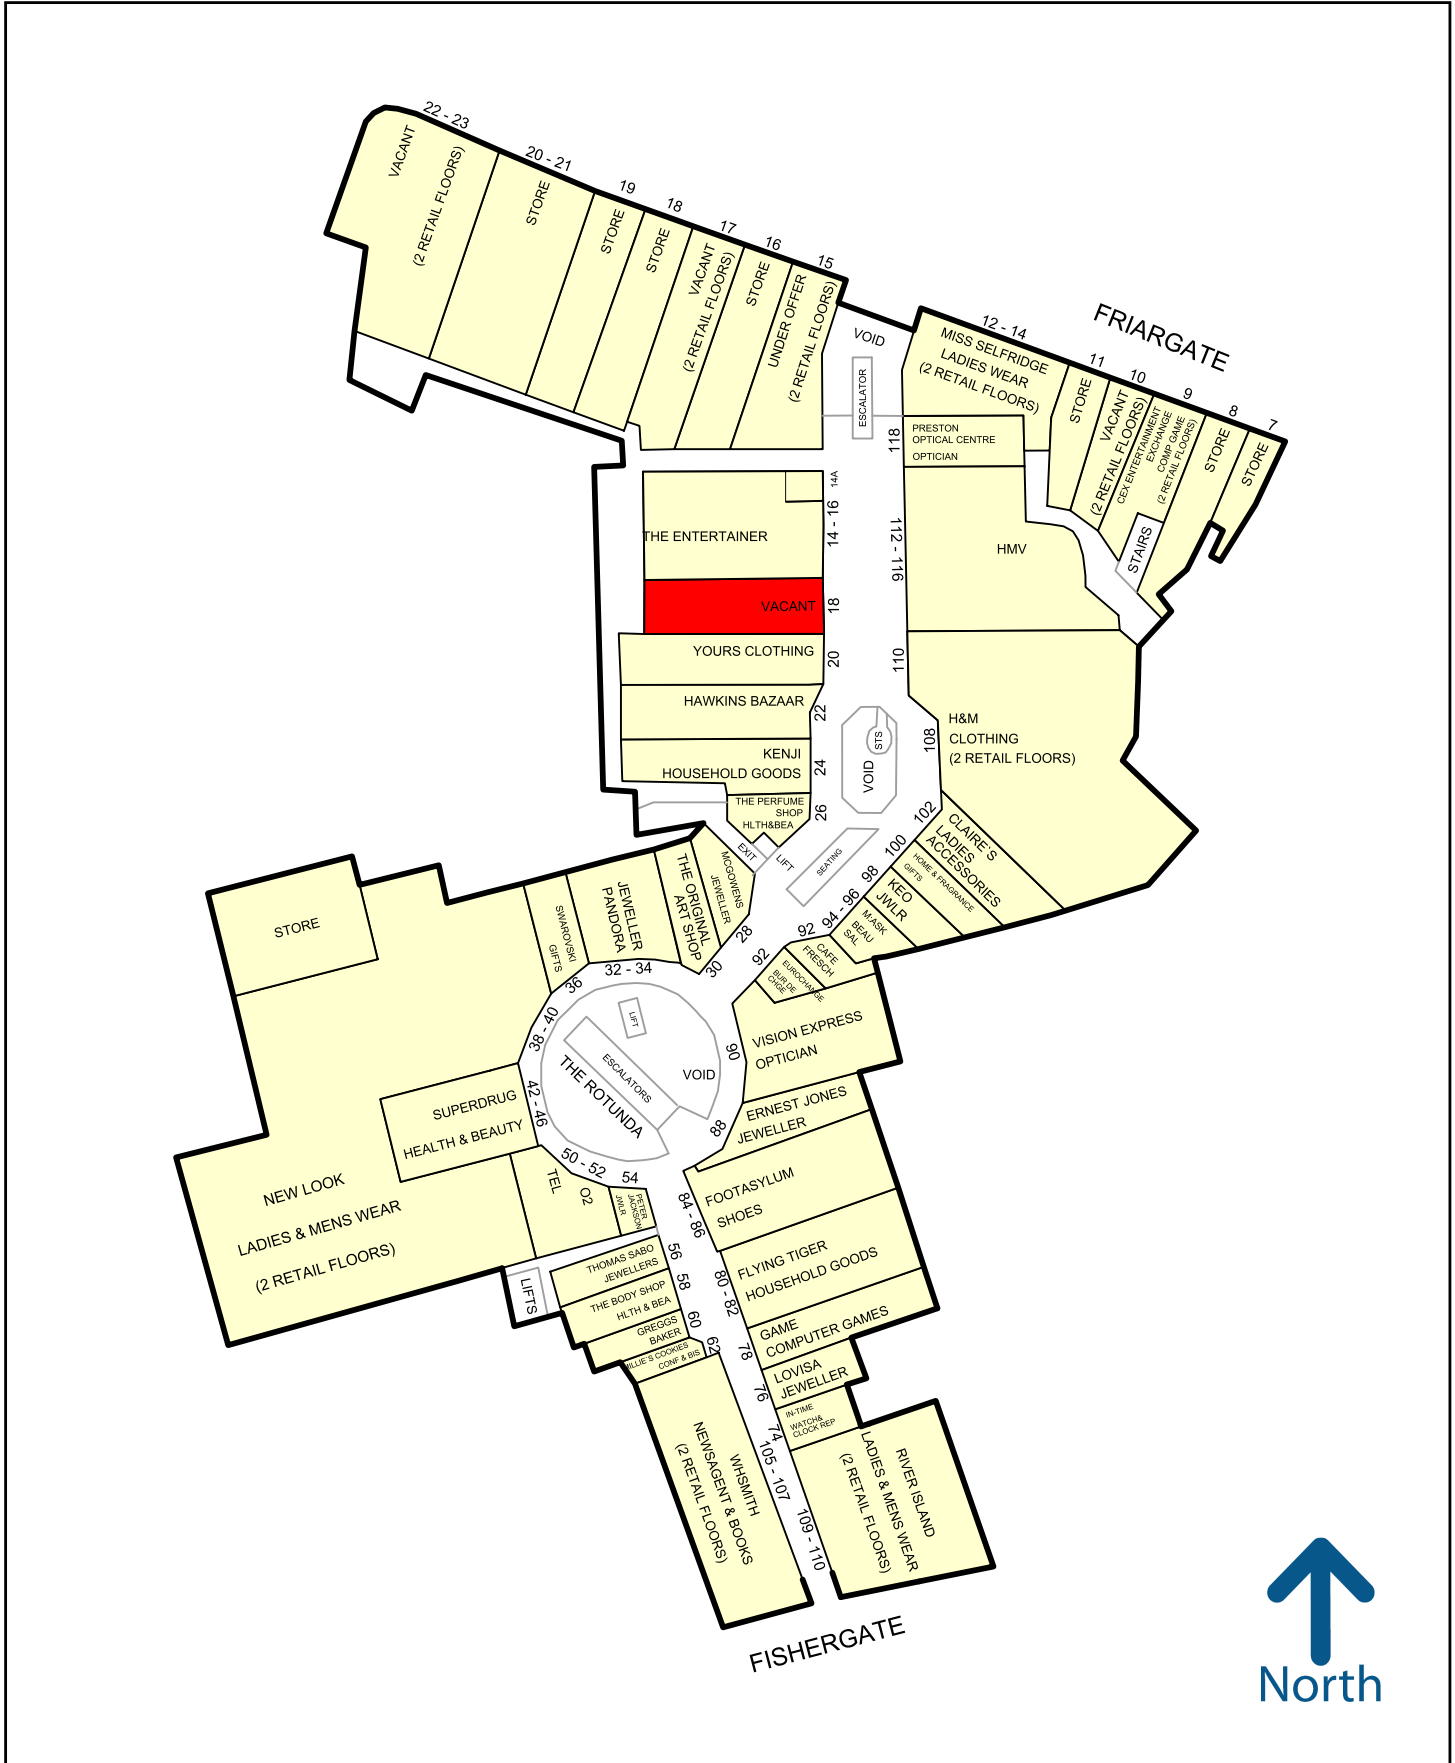 22 - 23
VACANT
(2 RETAIL FLOORS)
20 - 21
STORE
19
STORE
18
STORE
17
VACANT
(2 RETAIL FLOORS)
16
STORE
15
UNDER OFFER
(2 RETAIL FLOORS)
VOID
ESCALATOR
FRIARGATE
12 - 14
MISS SELFRIDGE
LADIES WEAR
(2 RETAIL FLOORS)
11
STORE
10
VACANT
(2 RETAIL FLOORS)
9
CEX ENTERTAINMENT
EXCHANGE
COMP GAME
(2 RETAIL FLOORS)
8
STORE
7
STORE
STAIRS
118
PRESTON
OPTICAL CENTRE
OPTICIAN
14A
14 - 16
THE ENTERTAINER
112 - 116
HMV
VACANT
18
YOURS CLOTHING
20
110
HAWKINS BAZAAR
22
KENJI
HOUSEHOLD GOODS
24
STS
VOID
108
H&M
CLOTHING
(2 RETAIL FLOORS)
THE PERFUME
SHOP
HLTH&BEA
26
EXIT
LIFT
SEATING
102
CLAIRE'S
LADIES
ACCESSORIES
100
HOME & FRAGRANCE
GIFTS
98
KEO
JWLR
94 - 96
M:ASK
BEAU
SAL
92
CAFE
FRESCH
92
EUROCHANGE
BUR DE
CHGE
MCGOWENS
JEWELLER
28
THE ORIGINAL
ART SHOP
30
JEWELLER
PANDORA
32 - 34
SWAROVSKI
GIFTS
36
STORE
38 - 40
NEW LOOK
LADIES & MENS WEAR
(2 RETAIL FLOORS)
42 - 46
SUPERDRUG
HEALTH & BEAUTY
LIFT
ESCALATORS
THE ROTUNDA
VOID
90
VISION EXPRESS
OPTICIAN
88
ERNEST JONES
JEWELLER
50 - 52
TEL
O2
54
PETER
JACKSON
JWLR
84 - 86
FOOTASYLUM
SHOES
56
THOMAS SABO
JEWELLERS
58
THE BODY SHOP
HLTH & BEA
LIFTS
80 - 82
FLYING TIGER
HOUSEHOLD GOODS
60
GREGGS
BAKER
62
MILLIE'S COOKIES
CONF & BIS
78
GAME
COMPUTER GAMES
76
LOVISA
JEWELLER
74
IN-TIME
WATCH&
CLOCK REP
105 - 107
WHSMITH
NEWSAGENT & BOOKS
(2 RETAIL FLOORS)
109 - 110
RIVER ISLAND
LADIES & MENS WEAR
(2 RETAIL FLOORS)
FISHERGATE
North